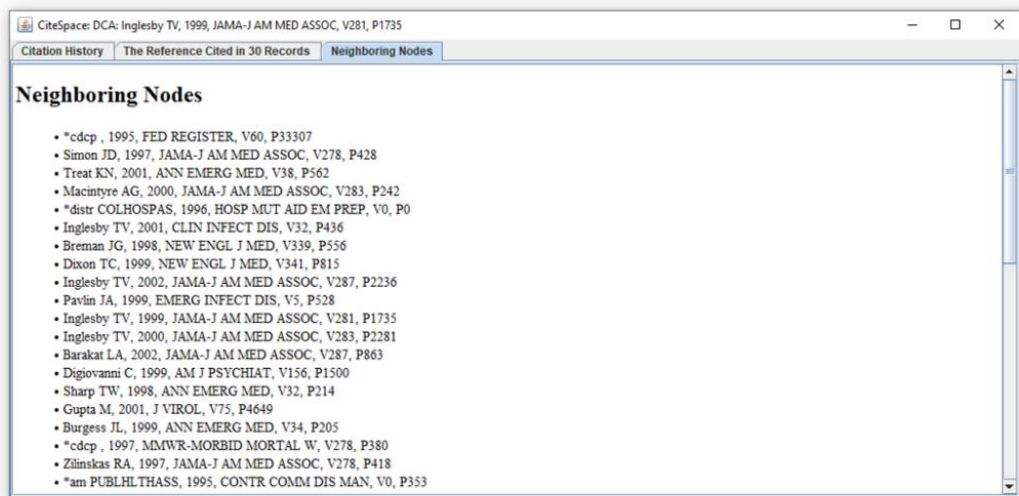 CiteSpace: DCA: Inglesby TV, 1999, JAMA-J AM MED ASSOC, V281, P1735
Citation History The Reference Cited in 30 Records Neighboring Nodes
Neighboring Nodes
• *cdcp , 1995, FED REGISTER, V60, P33307
• Simon JD, 1997, JAMA-J AM MED ASSOC, V278, P428
• Treat KN, 2001, ANN EMERG MED, V38, P562
• Macintyre AG, 2000, JAMA-J AM MED ASSOC, V283, P242
• *distr COLHOSPAS, 1996, HOSP MUT AID EM PREP, V0, P0
• Inglesby TV, 2001, CLIN INFECT DIS, V32, P436
• Breman JG, 1998, NEW ENGL J MED, V339, P556
• Dixon TC, 1999, NEW ENGL J MED, V341, P815
• Inglesby TV, 2002, JAMA-J AM MED ASSOC, V287, P2236
• Pavlin JA, 1999, EMERG INFECT DIS, V5, P528
• Inglesby TV, 1999, JAMA-J AM MED ASSOC, V281, P1735
• Inglesby TV, 2000, JAMA-J AM MED ASSOC, V283, P2281
• Barakat LA, 2002, JAMA-J AM MED ASSOC, V287, P863
• Digiovanni C, 1999, AM J PSYCHIAT, V156, P1500
• Sharp TW, 1998, ANN EMERG MED, V32, P214
• Gupta M, 2001, J VIROL, V75, P4649
• Burgess JL, 1999, ANN EMERG MED, V34, P205
• *cdcp , 1997, MMWR-MORBID MORTAL W, V278, P380
• Zilinskas RA, 1997, JAMA-J AM MED ASSOC, V278, P418
• *am PUBLHLTHASS, 1995, CONTR COMM DIS MAN, V0, P353